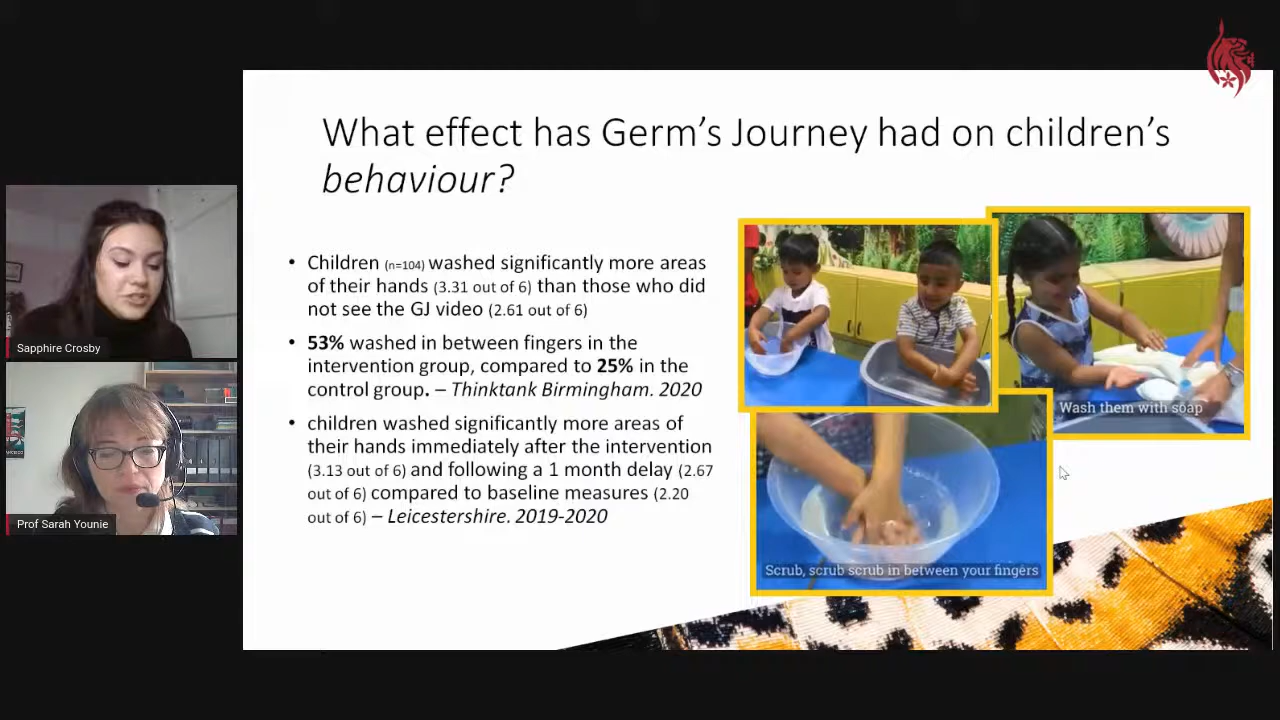 What effect has Germ's Journey had on children's
behaviour?
• Children (n=104) washed significantly more areas
of their hands (3.31 out of 6) than those who did
not see the GJ video (2.61 out of 6)
• 53% washed in between fingers in the
intervention group, compared to 25% in the
control group. – Thinktank Birmingham. 2020
• children washed significantly more areas of
their hands immediately after the intervention
(3.13 out of 6) and following a 1 month delay (2.67
out of 6) compared to baseline measures (2.20
out of 6) – Leicestershire. 2019-2020
Wash them with soap
Scrub, scrub scrub in between your fingers
Sapphire Crosby
Prof Sarah Younie